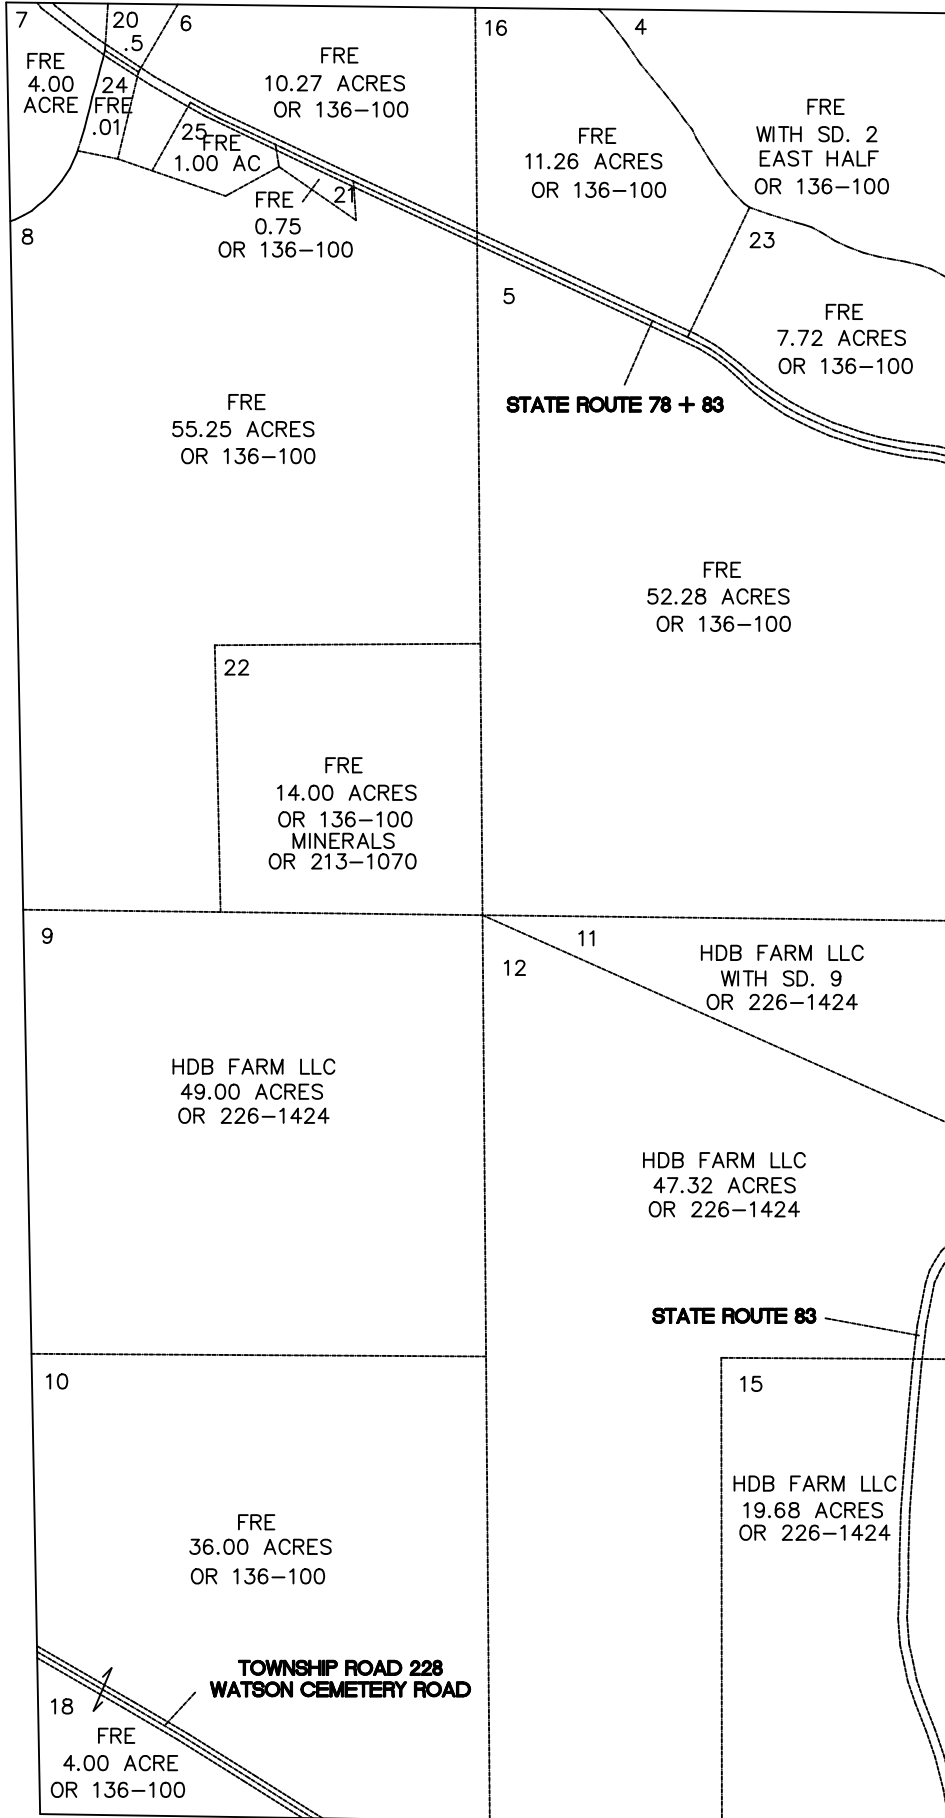 7
20
.5
6
FRE
4.00
ACRE
24
FRE
.01
25
FRE
1.00 AC
FRE
10.27 ACRES
OR 136-100
21
FRE
0.75
OR 136-100
16
4
FRE
11.26 ACRES
OR 136-100
FRE
WITH SD. 2
EAST HALF
OR 136-100
23
FRE
7.72 ACRES
OR 136-100
8
5
STATE ROUTE 78 + 83
FRE
55.25 ACRES
OR 136-100
FRE
52.28 ACRES
OR 136-100
22
FRE
14.00 ACRES
OR 136-100
MINERALS
OR 213-1070
9
11
12
HDB FARM LLC
WITH SD. 9
OR 226-1424
HDB FARM LLC
49.00 ACRES
OR 226-1424
HDB FARM LLC
47.32 ACRES
OR 226-1424
STATE ROUTE 83
10
15
HDB FARM LLC
19.68 ACRES
OR 226-1424
FRE
36.00 ACRES
OR 136-100
TOWNSHIP ROAD 228
WATSON CEMETERY ROAD
18
FRE
4.00 ACRE
OR 136-100